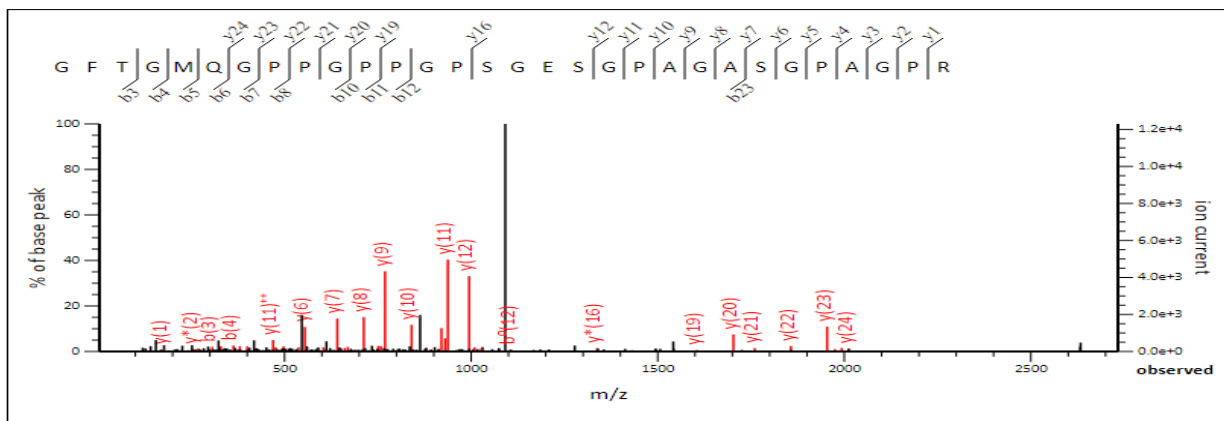 y24 y23 y22 y21 y20 y19 y16 y12 y11 y10 y9 y8 y7 y6 y5 y4 y3 y2 y1
G F T G M Q G P P G P P G P S G E S G P A G A S G P A G P R
b3 b4 b5 b6 b7 b8 b10 b11 b12 b23
% of base peak
100
80
60
40
20
0
y(1)
y*(2)
b(3)
b(4)
y(11)**
y(6)
y(7)
y(8)
y(9)
y(10)
y(11)
y(12)
b⁰(12)
y*(16)
y(19)
y(20)
y(21)
y(22)
y(23)
y(24)
1.2e+4
1.0e+4
8.0e+3
6.0e+3
4.0e+3
2.0e+3
0.0e+0
ion current
500 1000 1500 2000 2500 observed
m/z